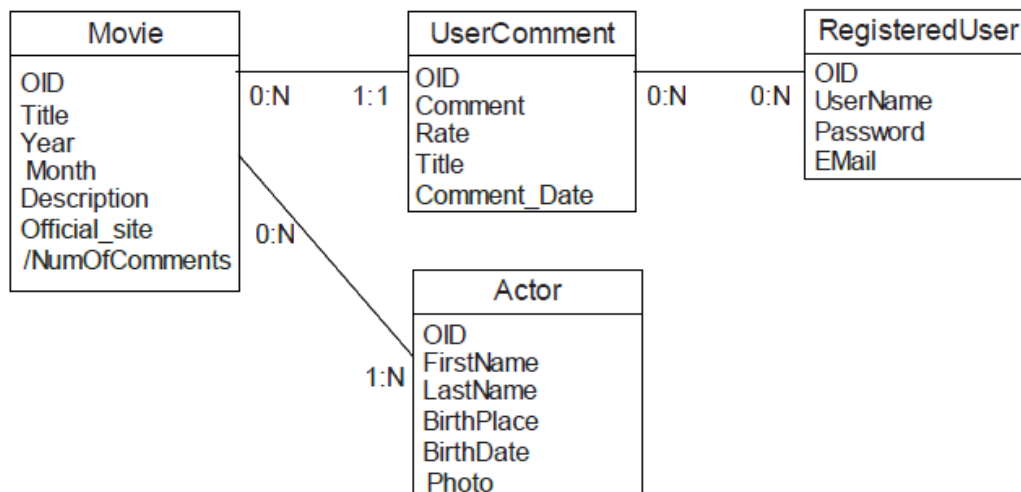 Movie
OID
Title
Year
Month
Description
Official_site
/NumOfComments
0:N
1:1
UserComment
OID
Comment
Rate
Title
Comment_Date
0:N
0:N
RegisteredUser
OID
UserName
Password
EMail
0:N
1:N
Actor
OID
FirstName
LastName
BirthPlace
BirthDate
Photo